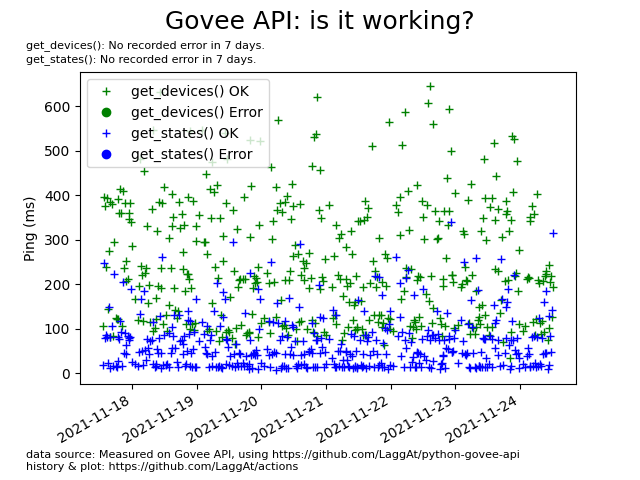 Govee API: is it working?
get_devices(): No recorded error in 7 days.
get_states(): No recorded error in 7 days.
get_devices() OK
get_devices() Error
get_states() OK
get_states() Error
Ping (ms)
600
500
400
300
200
100
0
2021-11-18
2021-11-19
2021-11-20
2021-11-21
2021-11-22
2021-11-23
2021-11-24
data source: Measured on Govee API, using https://github.com/LaggAt/python-govee-api
history & plot: https://github.com/LaggAt/actions